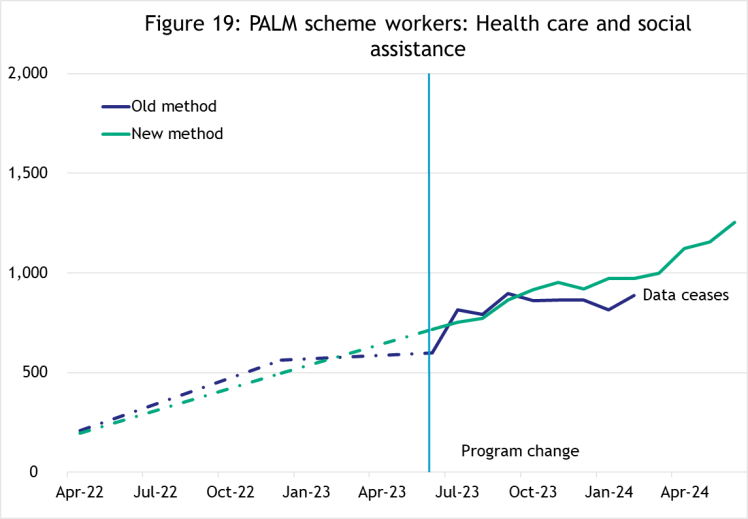 Figure 19: PALM scheme workers: Health care and social
assistance
2,000
Old method
New method
1,500
1,000
Data ceases
500
Program change
0
Apr-22 Jul-22 Oct-22 Jan-23 Apr-23 Jul-23 Oct-23 Jan-24 Apr-24